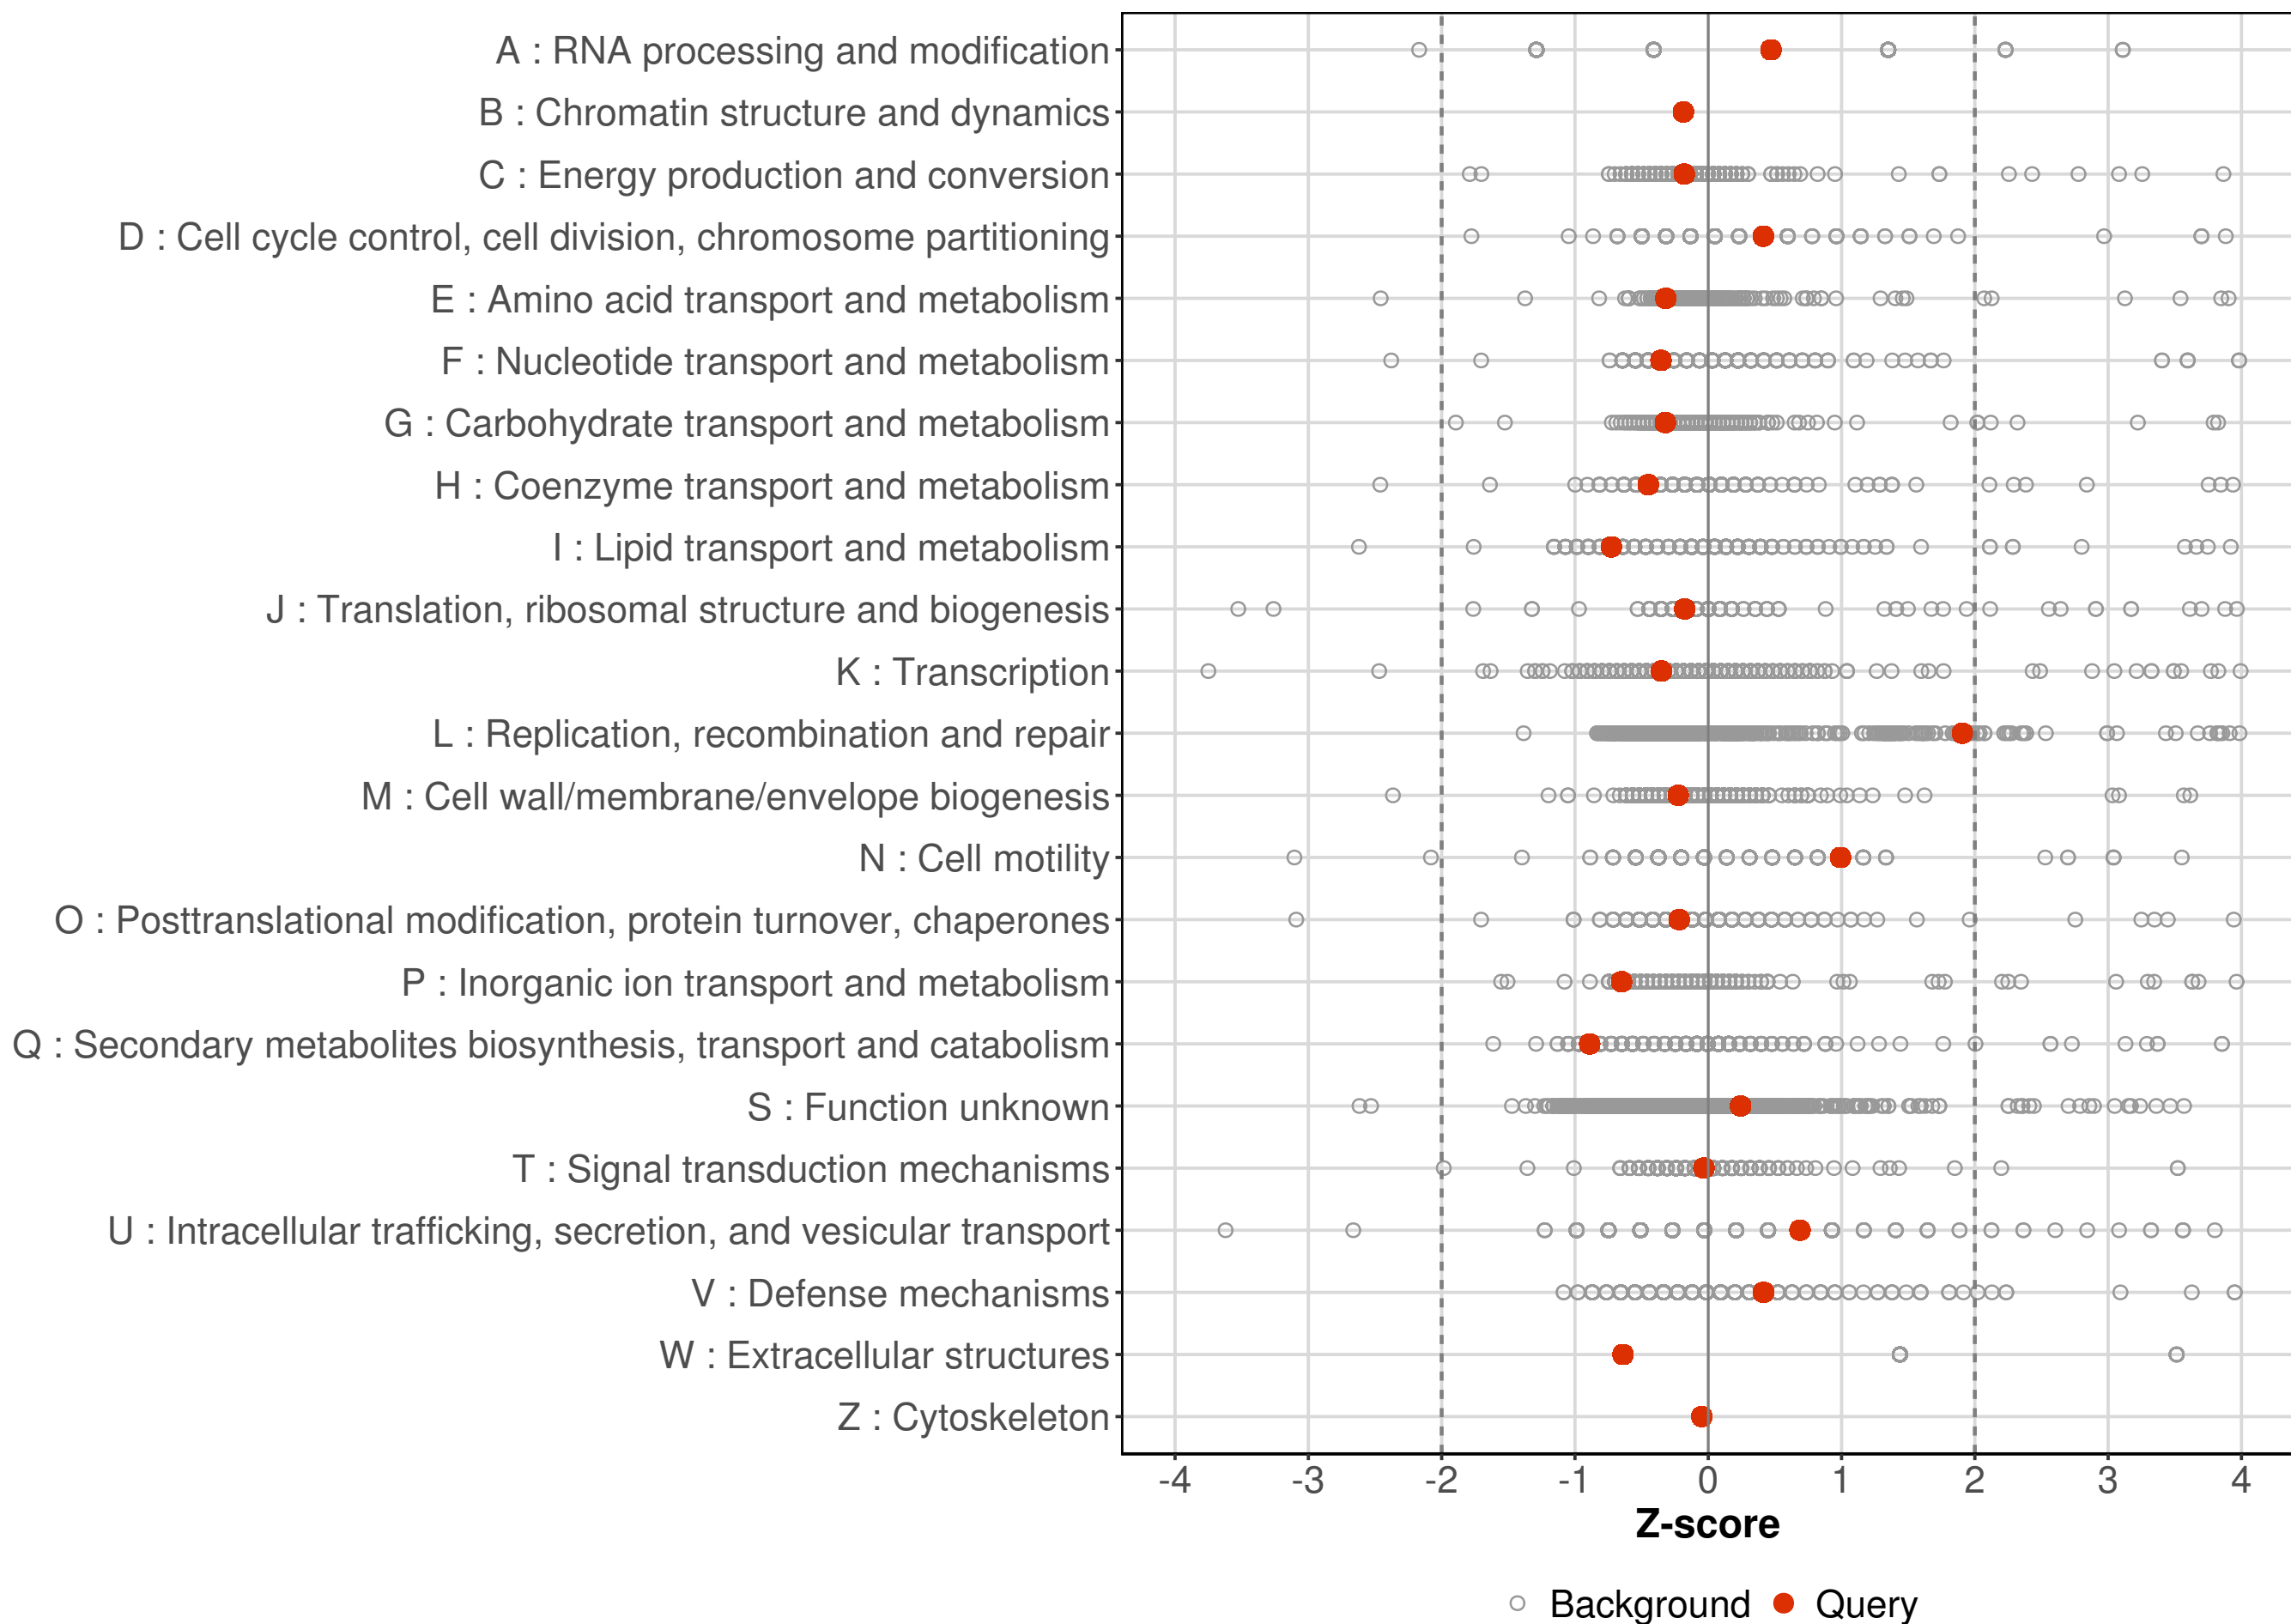 A : RNA processing and modification
B : Chromatin structure and dynamics
C : Energy production and conversion
D : Cell cycle control, cell division, chromosome partitioning
E : Amino acid transport and metabolism
F : Nucleotide transport and metabolism
G : Carbohydrate transport and metabolism
H : Coenzyme transport and metabolism
I : Lipid transport and metabolism
J : Translation, ribosomal structure and biogenesis
K : Transcription
L : Replication, recombination and repair
M : Cell wall/membrane/envelope biogenesis
N : Cell motility
O : Posttranslational modification, protein turnover, chaperones
P : Inorganic ion transport and metabolism
Q : Secondary metabolites biosynthesis, transport and catabolism
S : Function unknown
T : Signal transduction mechanisms
U : Intracellular trafficking, secretion, and vesicular transport
V : Defense mechanisms
W : Extracellular structures
Z : Cytoskeleton
-4 -3 -2 -1 0 1 2 3 4
Z-score
Background Query